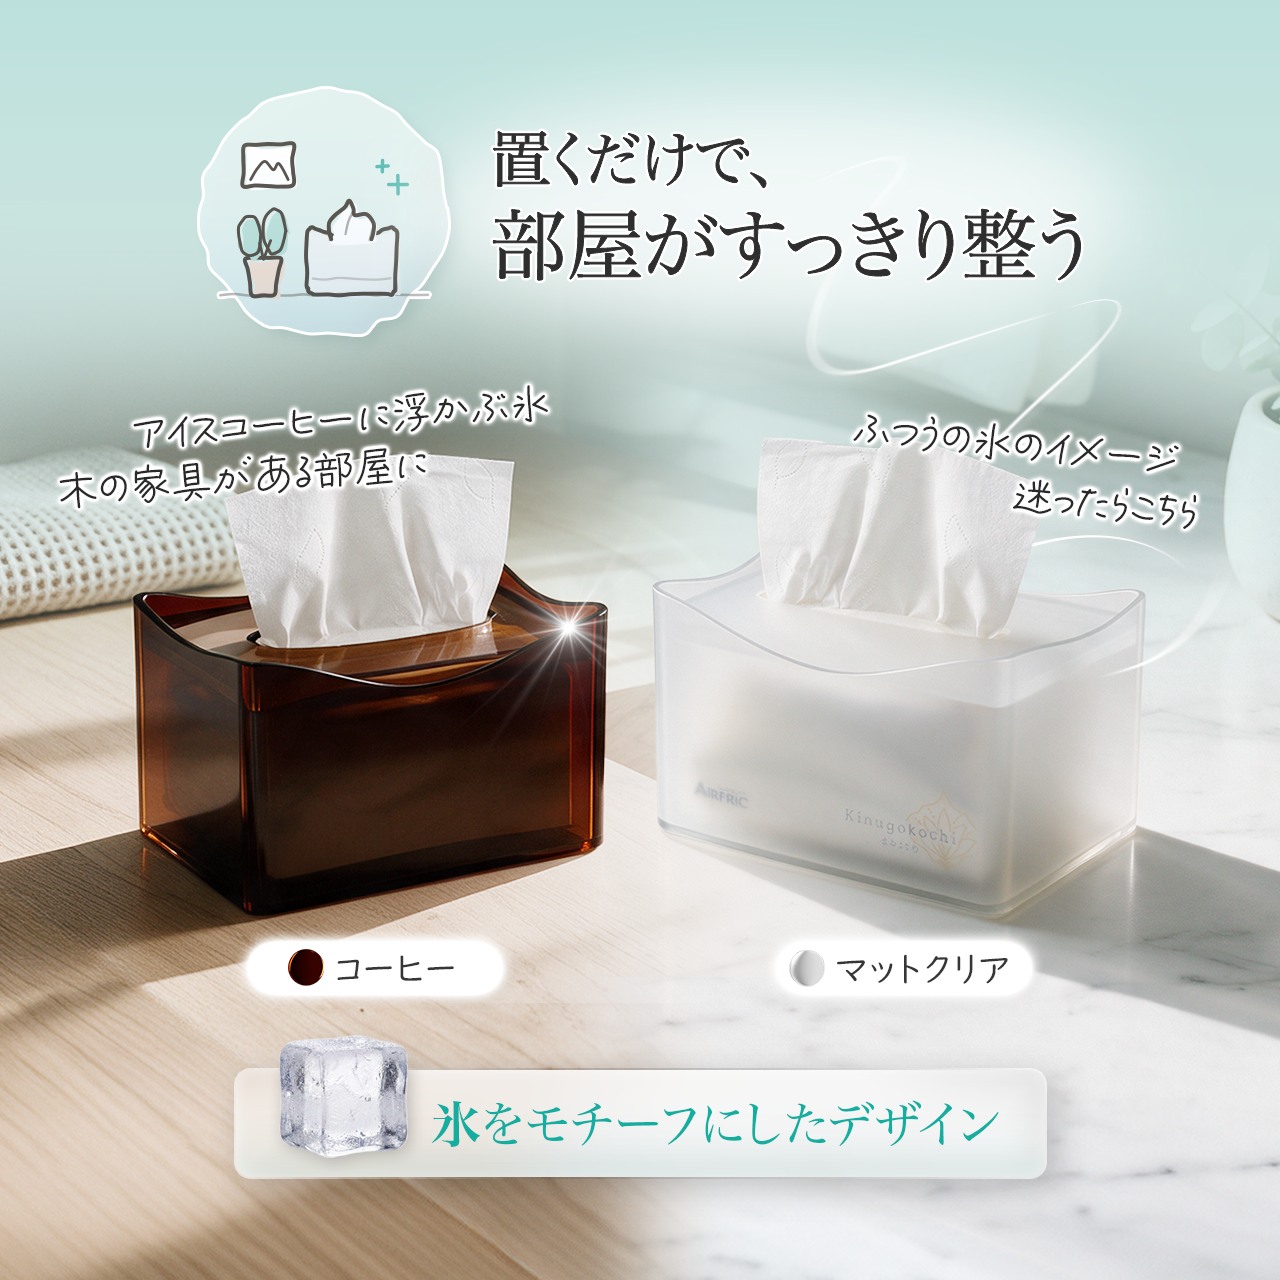 置くだけで、
部屋がすっきり整う
アイスコーヒーに浮かぶ氷
木の家具がある部屋に
ふつうの氷のイメージ
迷ったらこちら
AIRFRIC
Kinugokochi
コーヒー
マットクリア
氷をモチーフにしたデザイン